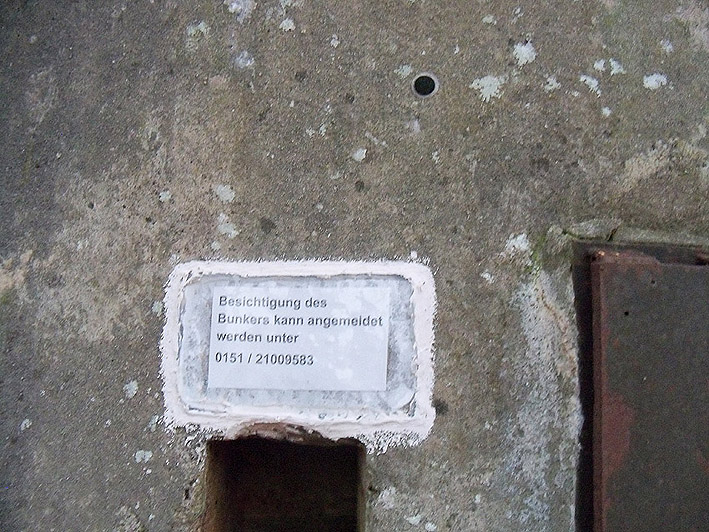 Besichtigung des
Bunkers kann angemeldet
werden unter
0151 / 21009583